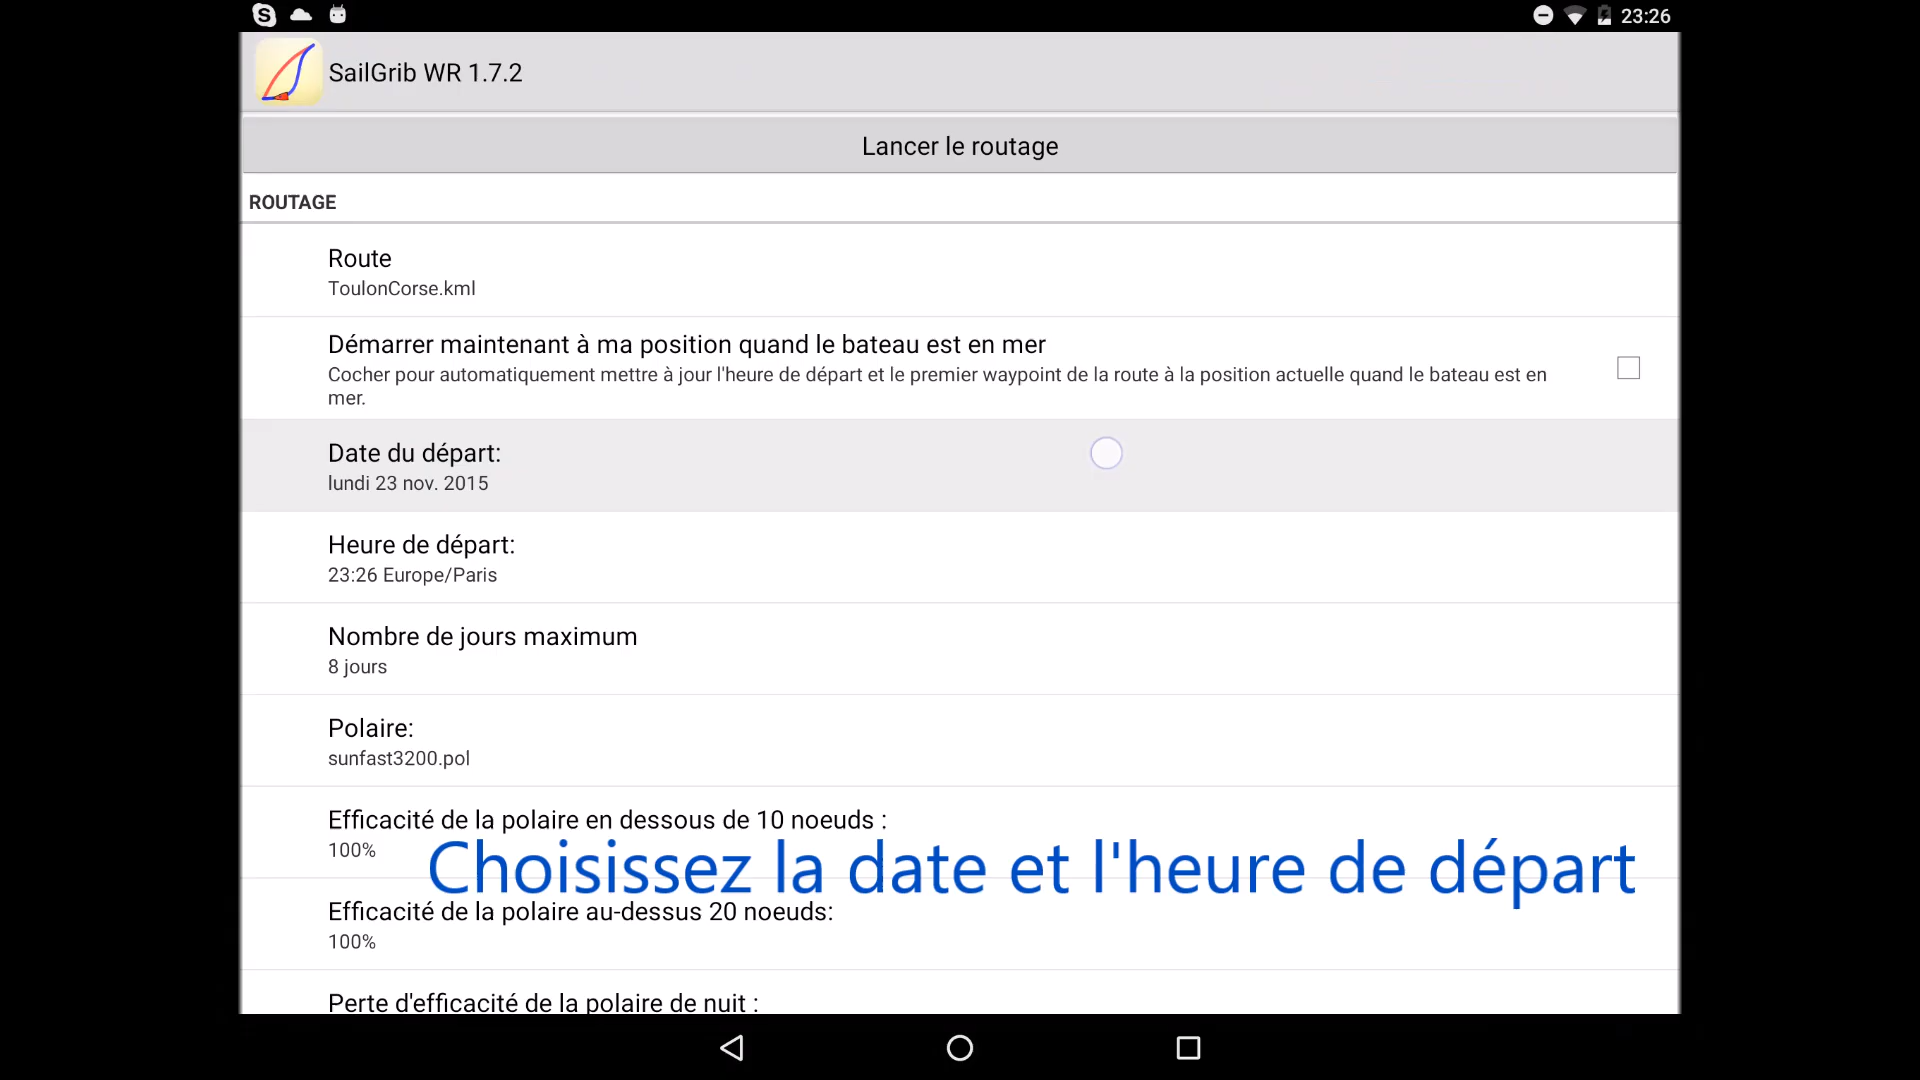 23:26
SailGrib WR 1.7.2
Lancer le routage
ROUTAGE
Route
ToulonCorse.kml
Démarrer maintenant à ma position quand le bateau est en mer
Cocher pour automatiquement mettre à jour l'heure de départ et le premier waypoint de la route à la position actuelle quand le bateau est en
mer.
Date du départ:
lundi 23 nov. 2015
Heure de départ:
23:26 Europe/Paris
Nombre de jours maximum
8 jours
Polaire:
sunfast3200.pol
Efficacité de la polaire en dessous de 10 noeuds :
100%
Choisissez la date et l'heure de départ
Efficacité de la polaire au-dessus 20 noeuds:
100%
Perte d'efficacité de la polaire de nuit :